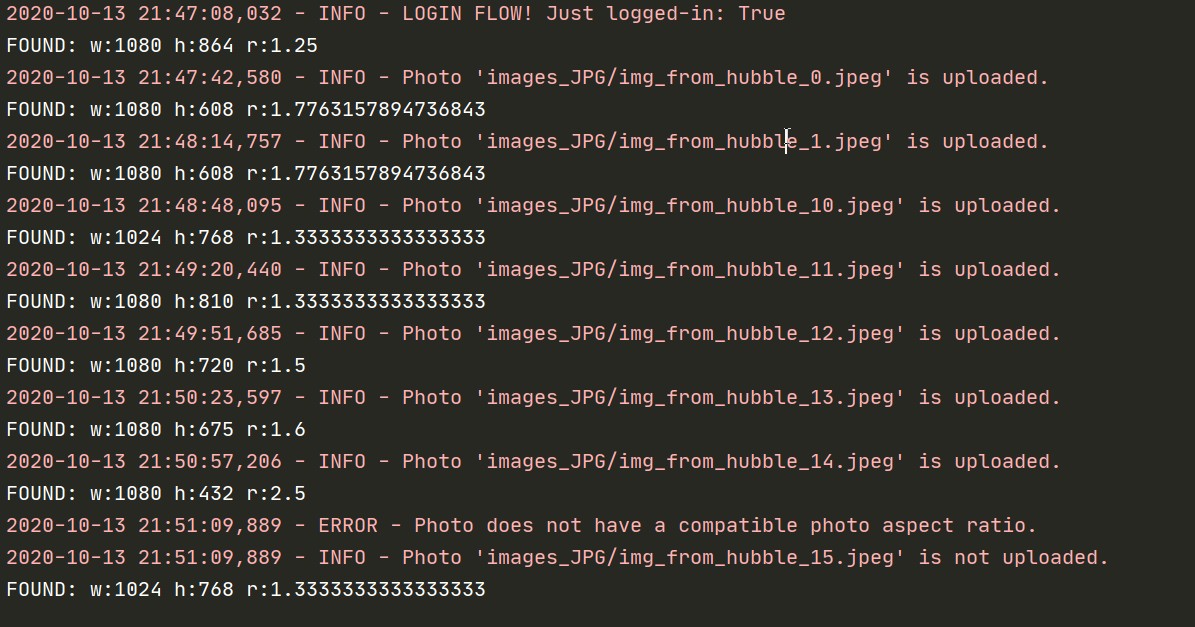 2020-10-13 21:47:08,032 - INFO - LOGIN FLOW! Just logged-in: True
FOUND: w:1080 h:864 r:1.25
2020-10-13 21:47:42,580 - INFO - Photo 'images_JPG/img_from_hubble_0.jpeg' is uploaded.
FOUND: w:1080 h:608 r:1.7763157894736843
2020-10-13 21:48:14,757 - INFO - Photo 'images_JPG/img_from_hubble_1.jpeg' is uploaded.
FOUND: w:1080 h:608 r:1.7763157894736843
2020-10-13 21:48:48,095 - INFO - Photo 'images_JPG/img_from_hubble_10.jpeg' is uploaded.
FOUND: w:1024 h:768 r:1.3333333333333333
2020-10-13 21:49:20,440 - INFO - Photo 'images_JPG/img_from_hubble_11.jpeg' is uploaded.
FOUND: w:1080 h:810 r:1.3333333333333333
2020-10-13 21:49:51,685 - INFO - Photo 'images_JPG/img_from_hubble_12.jpeg' is uploaded.
FOUND: w:1080 h:720 r:1.5
2020-10-13 21:50:23,597 - INFO - Photo 'images_JPG/img_from_hubble_13.jpeg' is uploaded.
FOUND: w:1080 h:675 r:1.6
2020-10-13 21:50:57,206 - INFO - Photo 'images_JPG/img_from_hubble_14.jpeg' is uploaded.
FOUND: w:1080 h:432 r:2.5
2020-10-13 21:51:09,889 - ERROR - Photo does not have a compatible photo aspect ratio.
2020-10-13 21:51:09,889 - INFO - Photo 'images_JPG/img_from_hubble_15.jpeg' is not uploaded.
FOUND: w:1024 h:768 r:1.3333333333333333